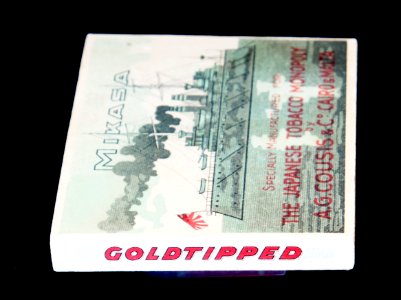 MIKASA
SPECIALLY MANUFACTURED FOR
THE JAPANESE TOBACCO MONOPOLY
BY
A.G. COUSIS & Co. CAIRO & MALTA
GOLDTIPPED